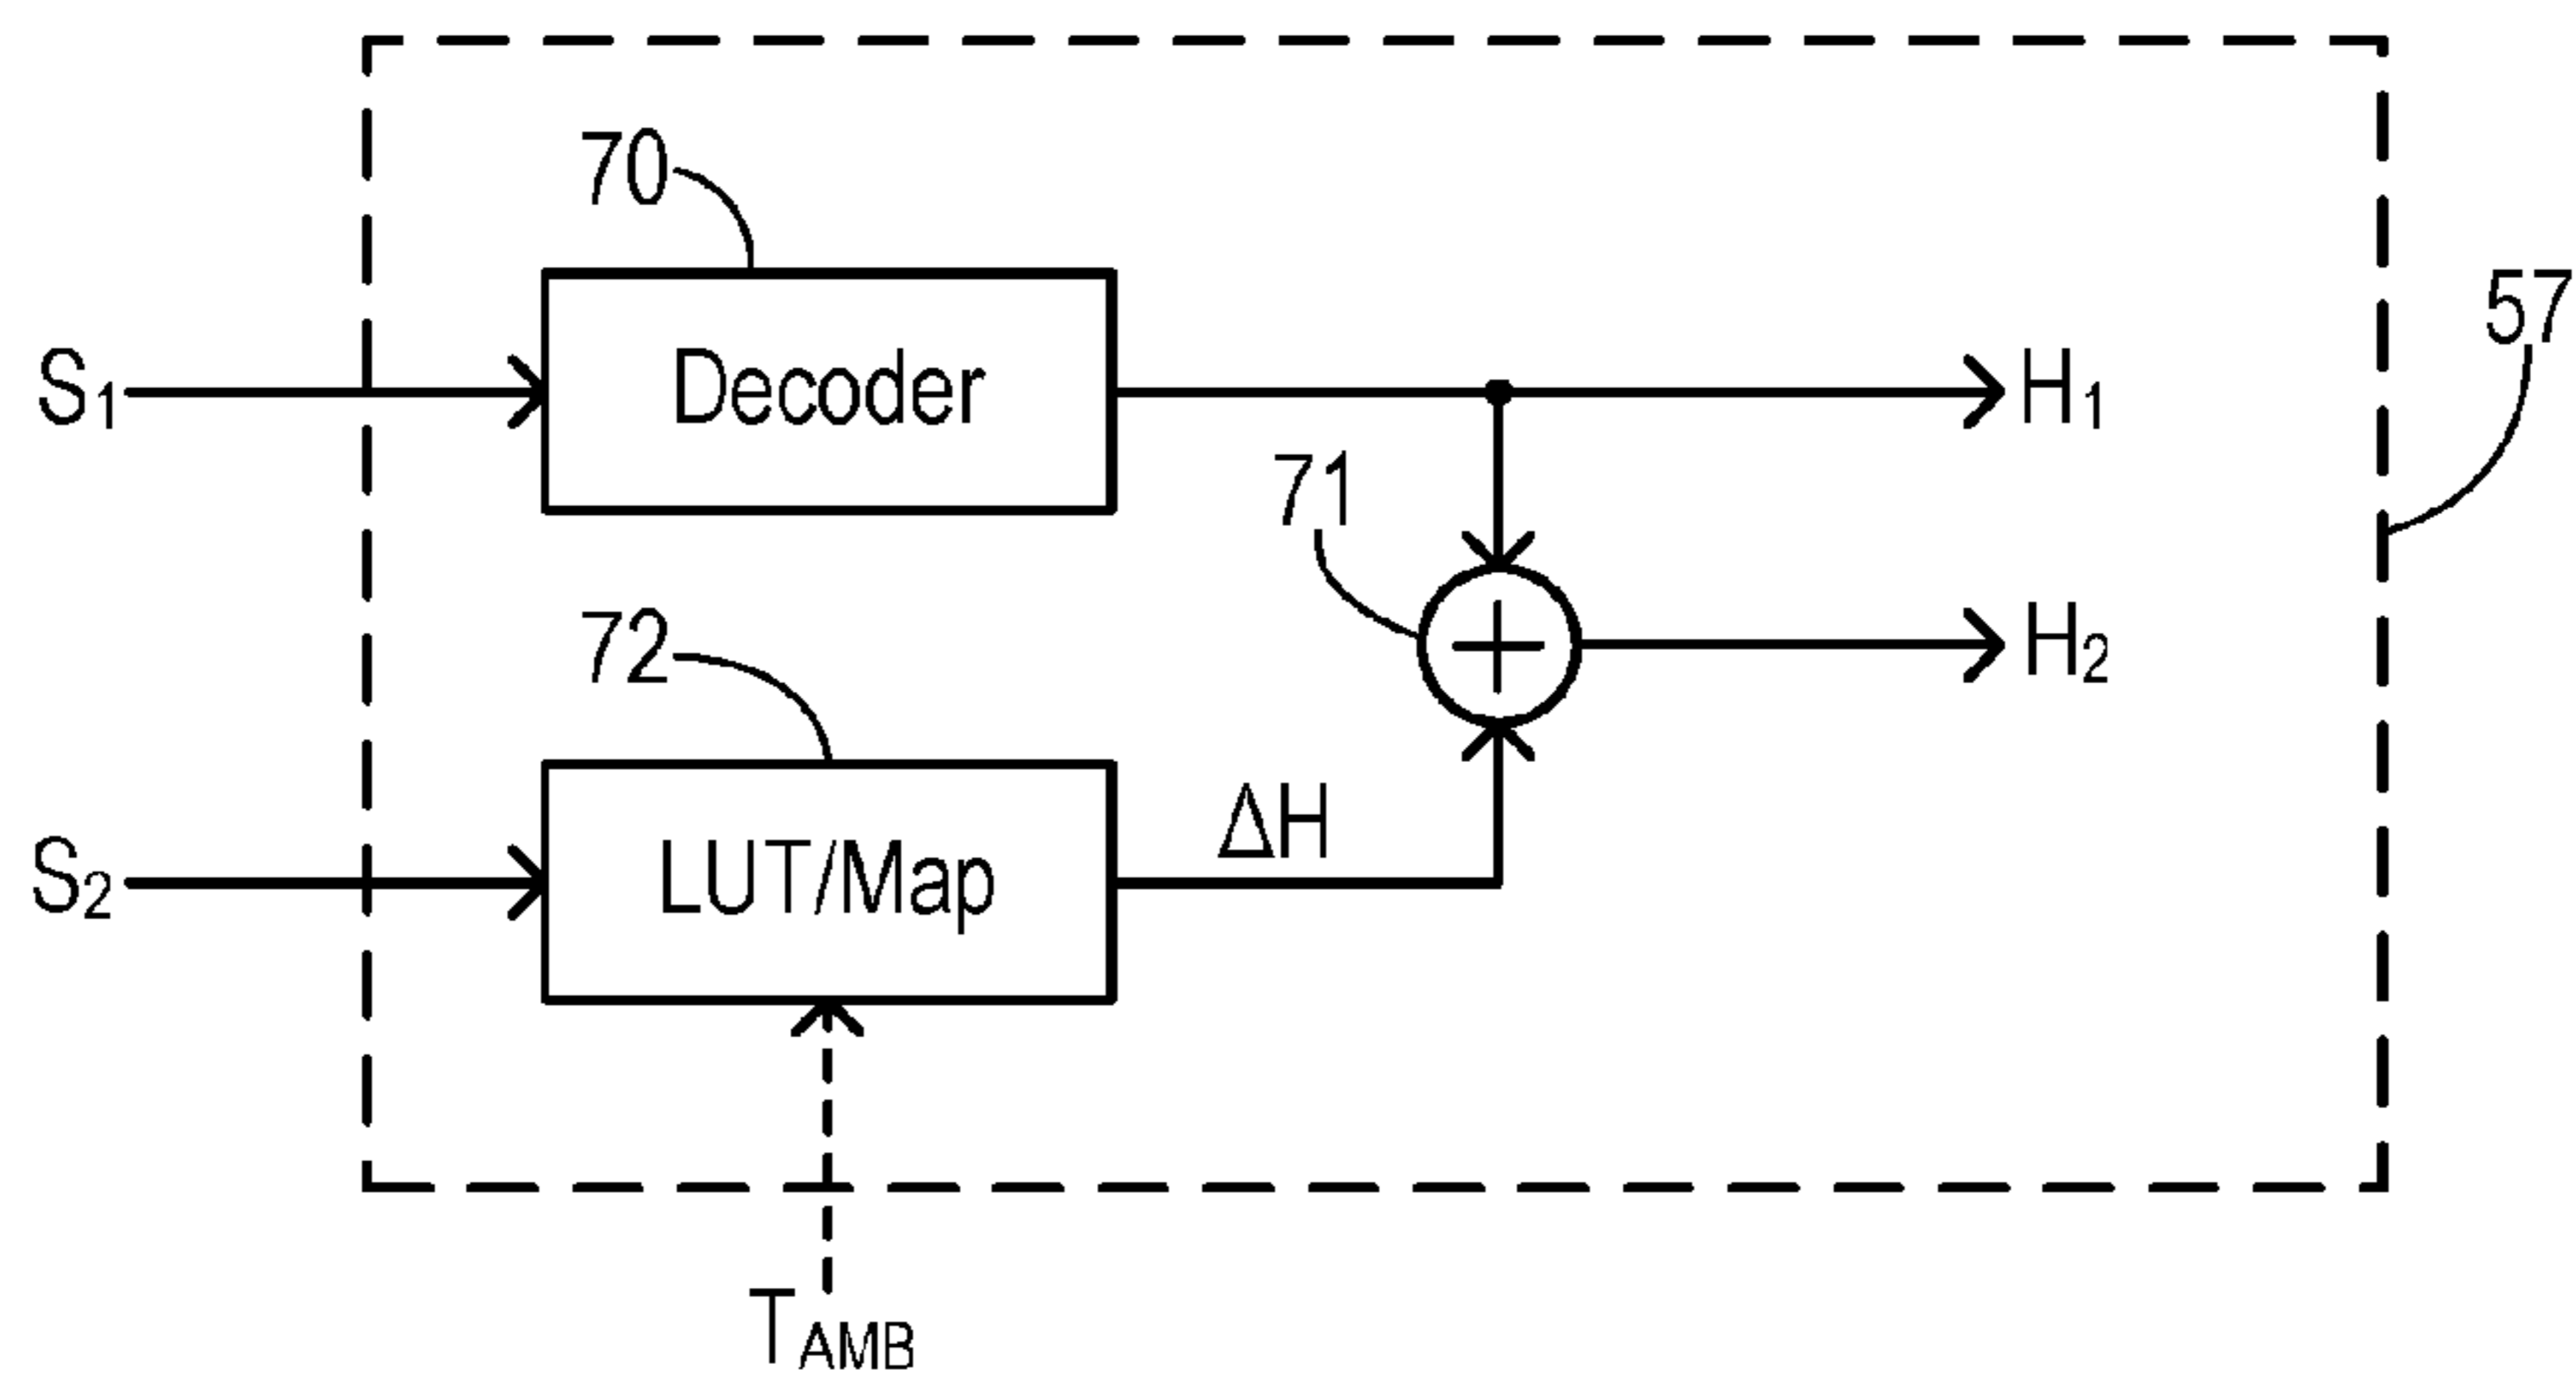 70
57
S1
Decoder
H1
71
72
H2
S2
LUT/Map
ΔH
TAMB